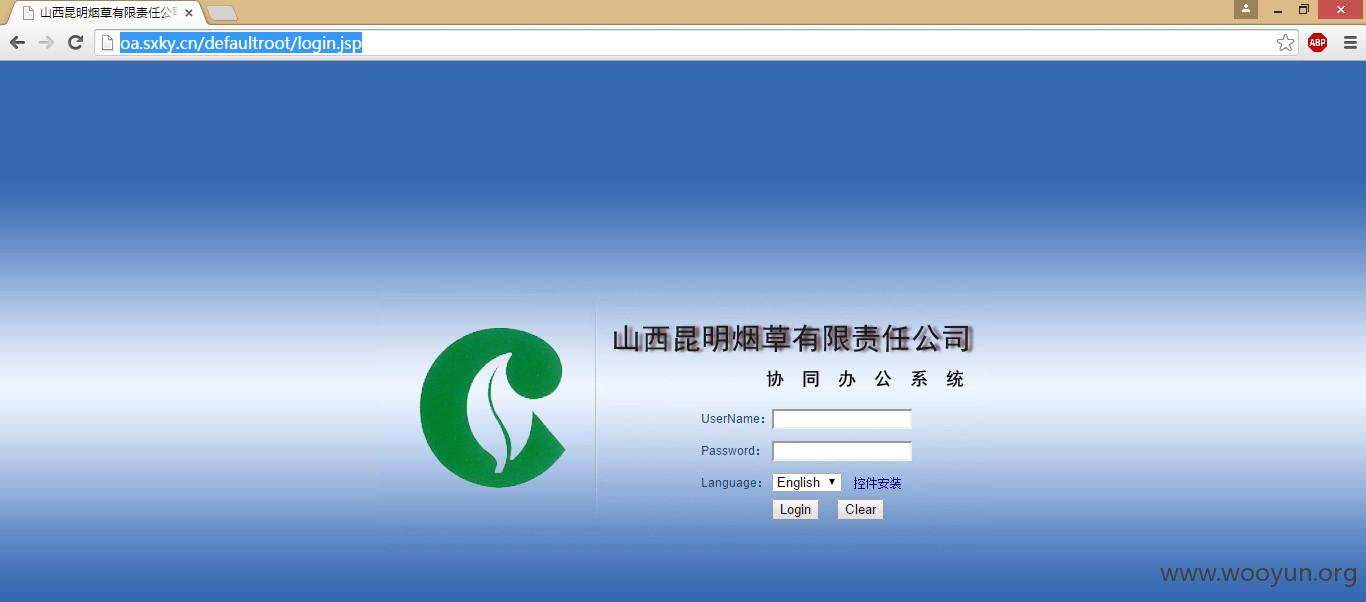 山西昆明烟草有限责任公司
oa.sxky.cn/defaultroot/login.jsp
ABP
山西昆明烟草有限责任公司
协同办公系统
UserName:
Password:
Language: English 控件安装
Login Clear
www.wooyun.org